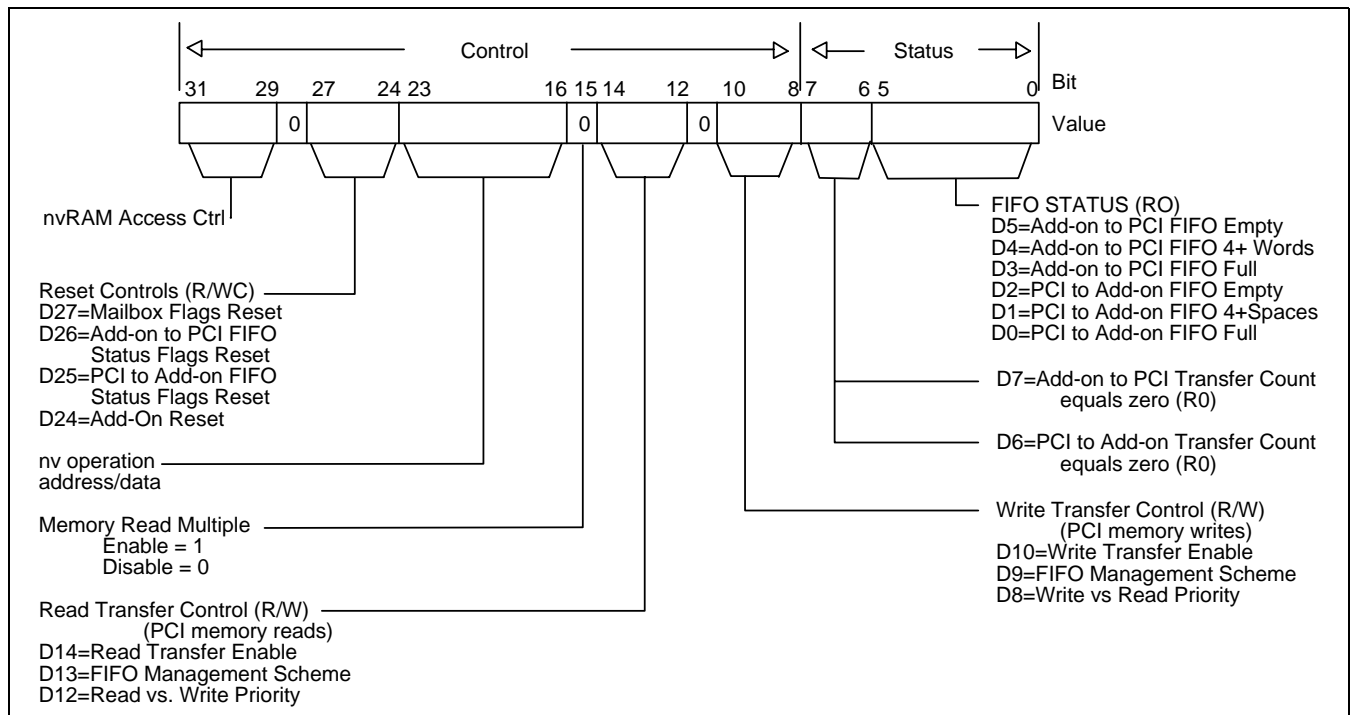 Control
Status
31 29 27 24 23 16 15 14 12 10 8 7 6 5 0 Bit
0 0 0 Value
nvRAM Access Ctrl
Reset Controls (R/WC)
D27=Mailbox Flags Reset
D26=Add-on to PCI FIFO
Status Flags Reset
D25=PCI to Add-on FIFO
Status Flags Reset
D24=Add-On Reset
nv operation
address/data
Memory Read Multiple
Enable = 1
Disable = 0
Read Transfer Control (R/W)
(PCI memory reads)
D14=Read Transfer Enable
D13=FIFO Management Scheme
D12=Read vs. Write Priority
FIFO STATUS (RO)
D5=Add-on to PCI FIFO Empty
D4=Add-on to PCI FIFO 4+ Words
D3=Add-on to PCI FIFO Full
D2=PCI to Add-on FIFO Empty
D1=PCI to Add-on FIFO 4+Spaces
D0=PCI to Add-on FIFO Full
D7=Add-on to PCI Transfer Count
equals zero (R0)
D6=PCI to Add-on Transfer Count
equals zero (R0)
Write Transfer Control (R/W)
(PCI memory writes)
D10=Write Transfer Enable
D9=FIFO Management Scheme
D8=Write vs Read Priority